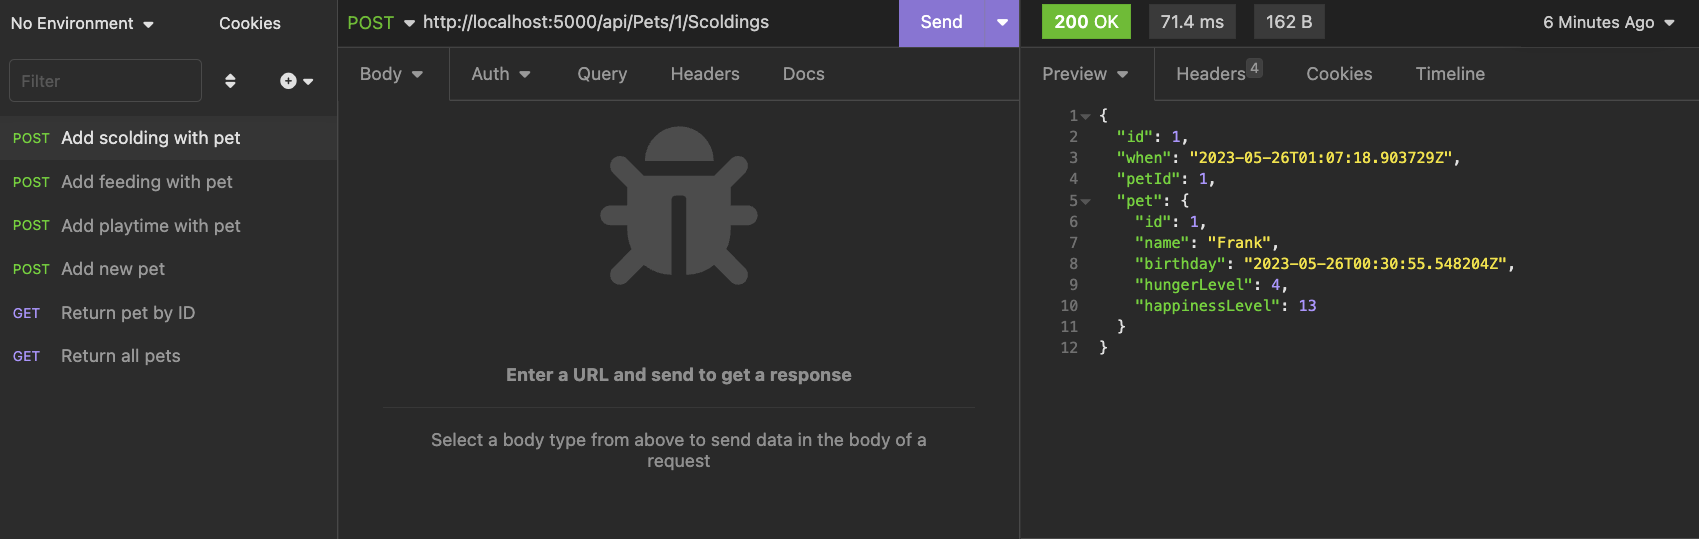 No Environment
Cookies
Filter
POST Add scolding with pet
POST Add feeding with pet
POST Add playtime with pet
POST Add new pet
GET Return pet by ID
GET Return all pets
POST http://localhost:5000/api/Pets/1/Scoldings Send
Body Auth Query Headers Docs
Enter a URL and send to get a response
Select a body type from above to send data in the body of a
request
200 OK 71.4 ms 162 B 6 Minutes Ago
Preview Headers 4 Cookies Timeline
1 {
2 "id": 1,
3 "when": "2023-05-26T01:07:18.903729Z",
4 "petId": 1,
5 "pet": {
6 "id": 1,
7 "name": "Frank",
8 "birthday": "2023-05-26T00:30:55.548204Z",
9 "hungerLevel": 4,
10 "happinessLevel": 13
11 }
12 }